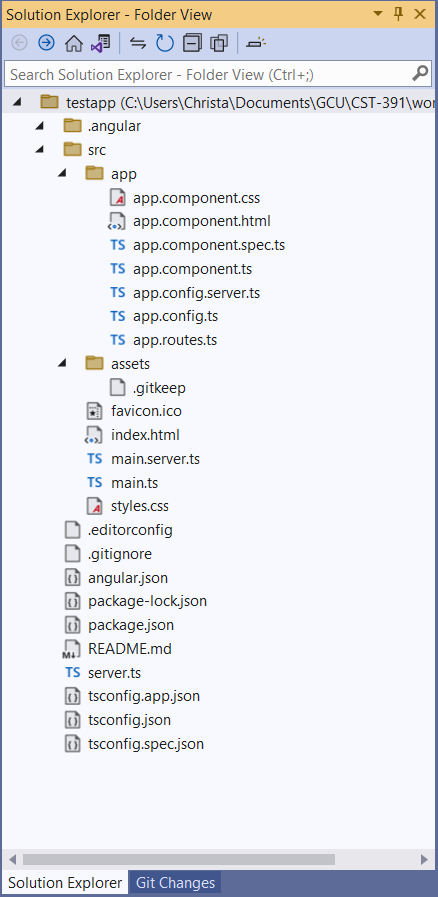 Solution Explorer - Folder View
Search Solution Explorer - Folder View (Ctrl+;)
testapp (C:\Users\Christa\Documents\GCU\CST-391\wor
.angular
src
app
app.component.css
app.component.html
TS app.component.spec.ts
TS app.component.ts
TS app.config.server.ts
TS app.config.ts
TS app.routes.ts
assets
.gitkeep
favicon.ico
index.html
TS main.server.ts
TS main.ts
styles.css
.editorconfig
.gitignore
angular.json
package-lock.json
package.json
README.md
TS server.ts
tsconfig.app.json
tsconfig.json
tsconfig.spec.json
Solution Explorer Git Changes